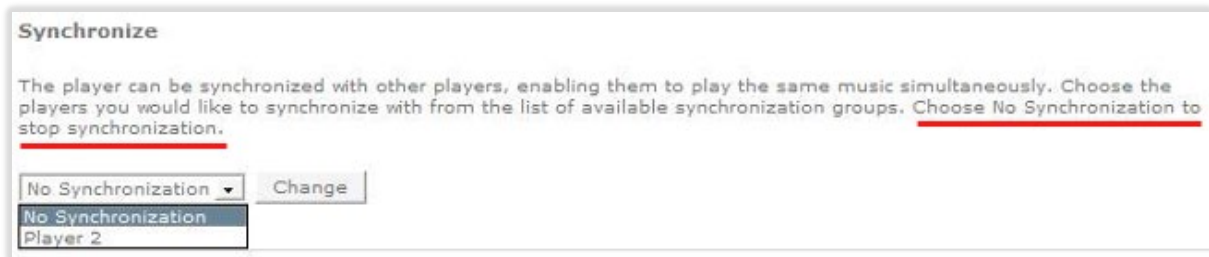 Synchronize
The player can be synchronized with other players, enabling them to play the same music simultaneously. Choose the
players you would like to synchronize with from the list of available synchronization groups. Choose No Synchronization to
stop synchronization.
No Synchronization Change
No Synchronization
Player 2